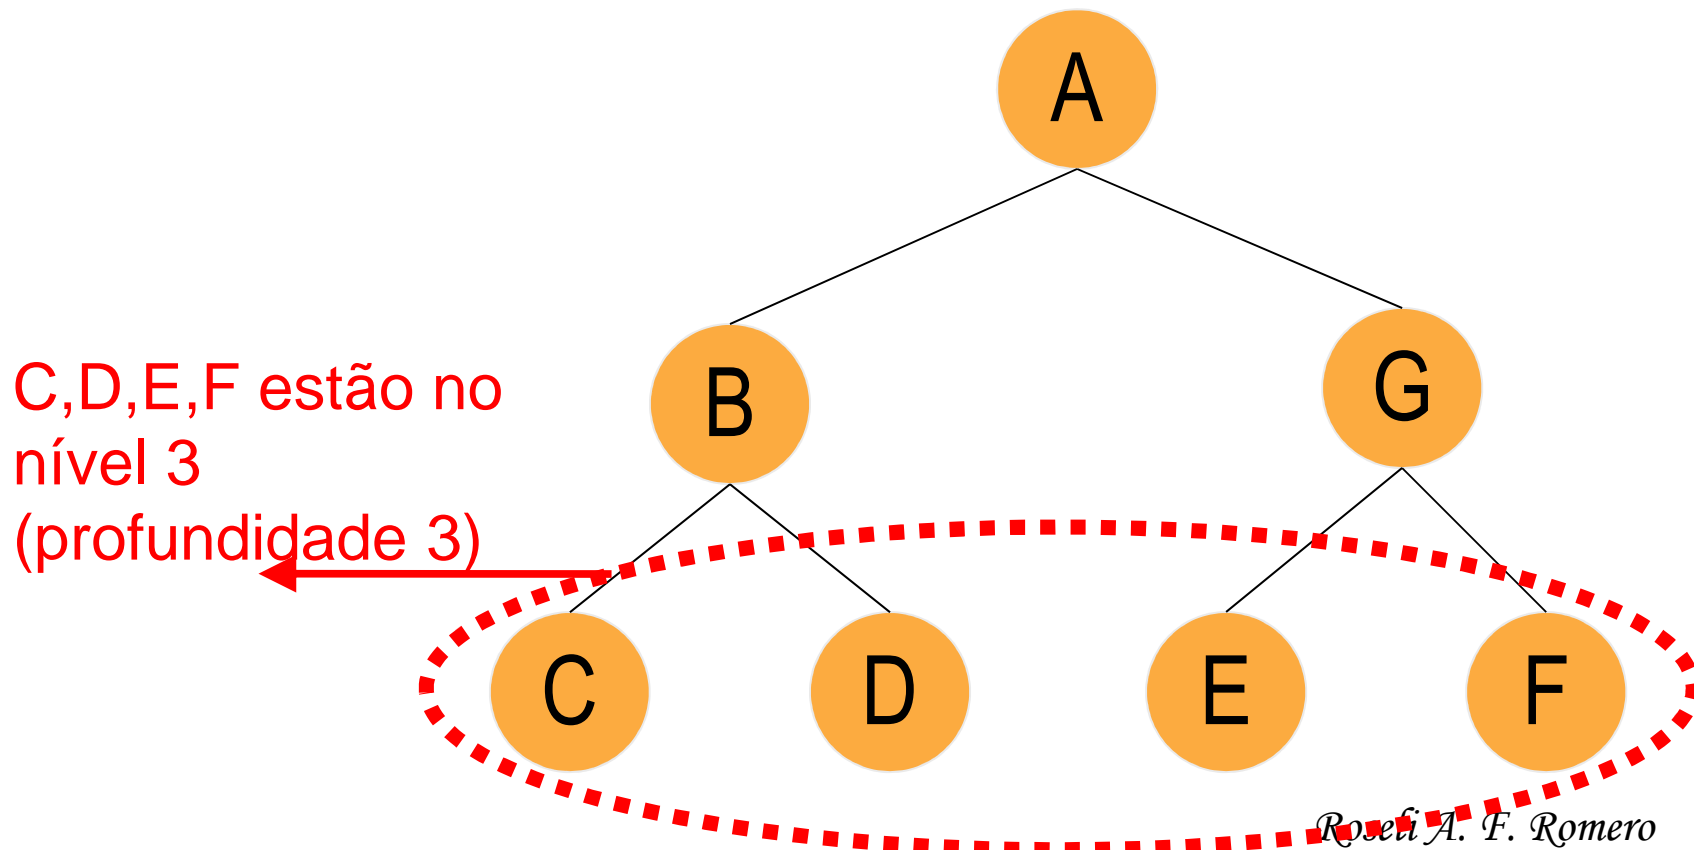 A
B
G
C,D,E,F estão no
nível 3
(profundidade 3)
C
D
E
F
Roseli A. F. Romero